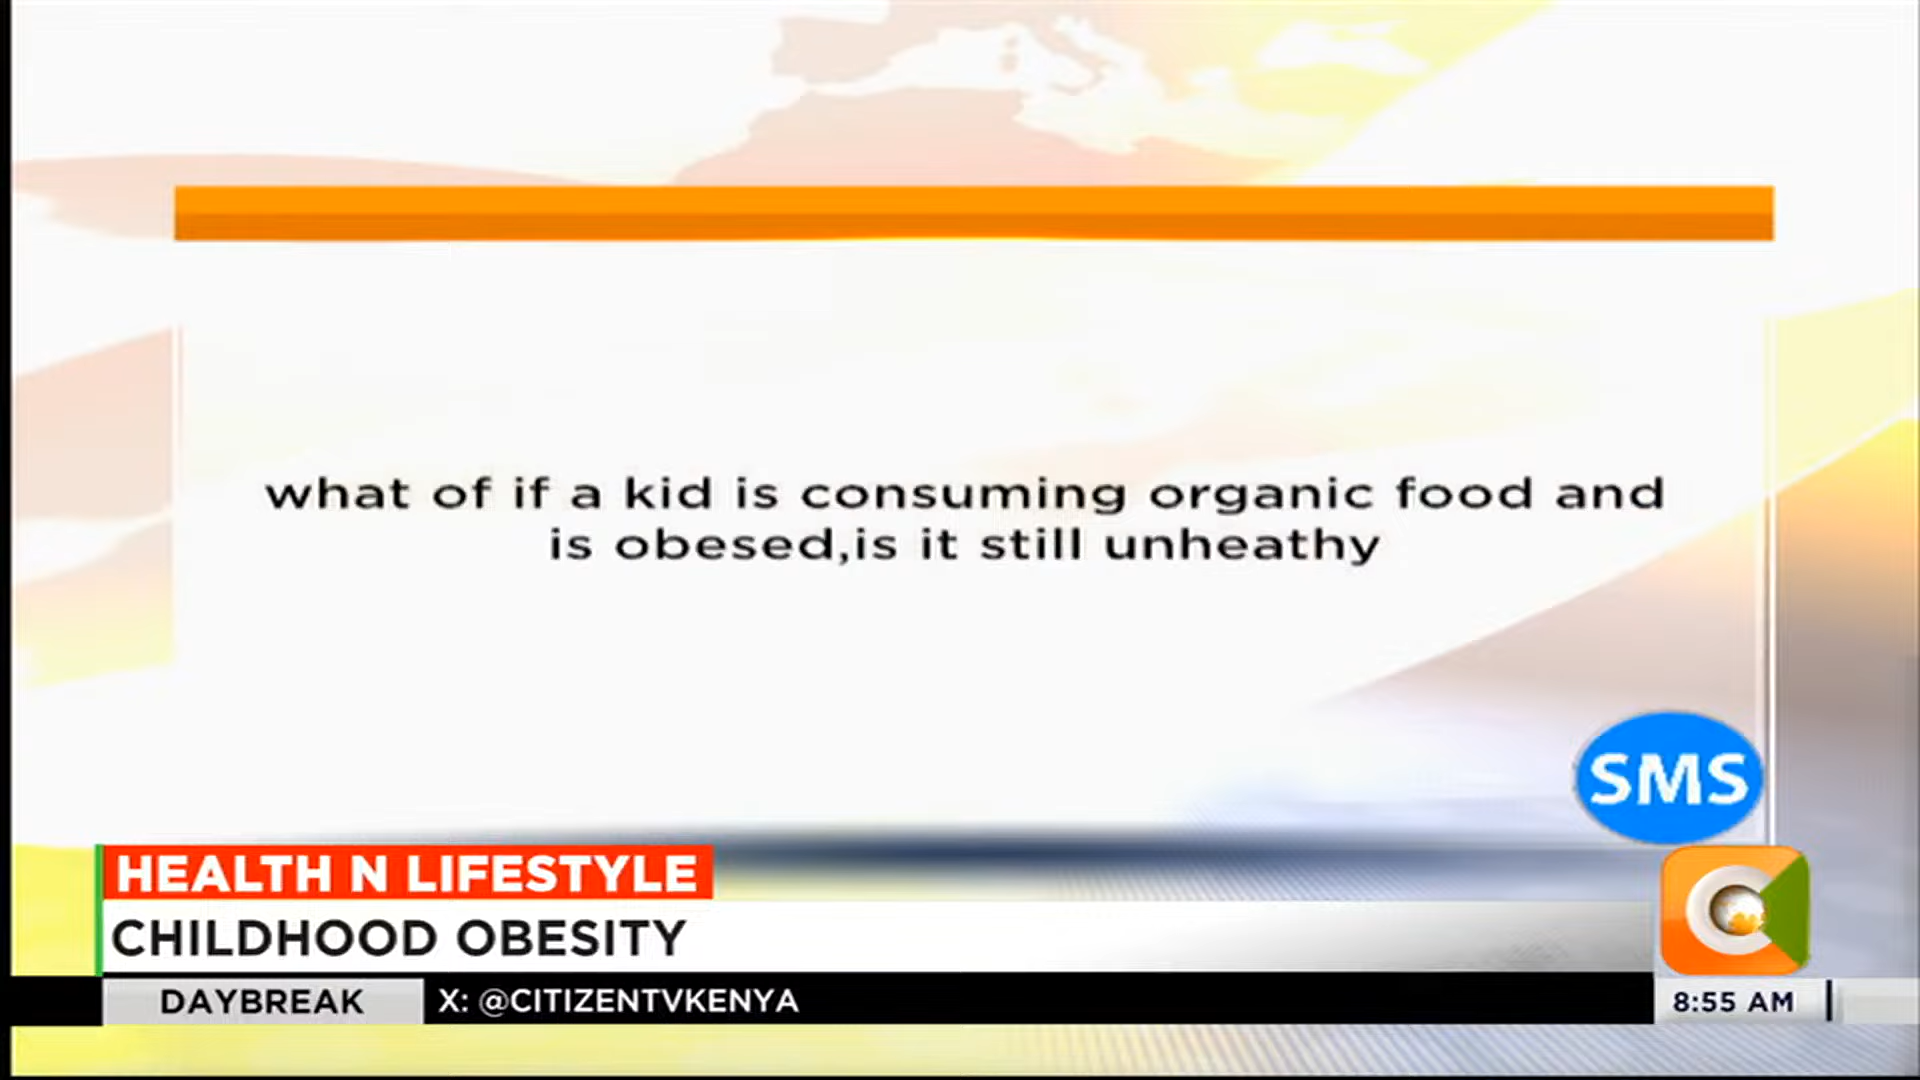 what of if a kid is consuming organic food and
is obesed,is it still unheathy
SMS
HEALTH N LIFESTYLE
CHILDHOOD OBESITY
DAYBREAK X: @CITIZENTVKENYA 8:55 AM